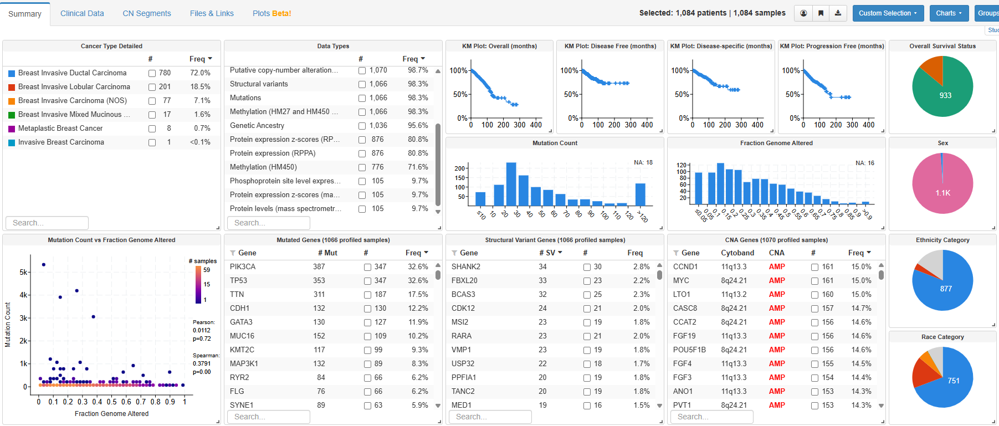 Summary
Clinical Data
CN Segments
Files & Links
Plots Beta!
Selected: 1,084 patients | 1,084 samples
Custom Selection
Charts
Groups
Cancer Type Detailed
# Freq
Breast Invasive Ductal Carcinoma 780 72.0%
Breast Invasive Lobular Carcinoma 201 18.5%
Breast Invasive Carcinoma (NOS) 77 7.1%
Breast Invasive Mixed Mucinous ... 17 1.6%
Metaplastic Breast Cancer 8 0.7%
Invasive Breast Carcinoma 1 <0.1%
Search...
Data Types
# Freq
Putative copy-number alteration... 1,070 98.7%
Structural variants 1,066 98.3%
Mutations 1,066 98.3%
Methylation (HM27 and HM450 ... 1,066 98.3%
Genetic Ancestry 1,036 95.6%
Protein expression z-scores (RP... 876 80.8%
Protein expression (RPPA) 876 80.8%
Methylation (HM450) 776 71.6%
Phosphoprotein site level expres... 105 9.7%
Protein expression z-scores (ma... 105 9.7%
Protein levels (mass spectrometr... 105 9.7%
Search...
KM Plot: Overall (months)
100%
50%
0%
0 100 200 300 400
KM Plot: Disease Free (months)
100%
50%
0%
0 100 200 300 400
KM Plot: Disease-specific (months)
100%
50%
0%
0 100 200 300 400
KM Plot: Progression Free (months)
100%
50%
0%
0 100 200 300 400
Overall Survival Status
933
Mutation Count
NA: 18
200
150
100
50
≤10 10 20 30 40 50 60 70 80 90 100 110 120 >120
Fraction Genome Altered
NA: 16
120
100
80
60
40
20
≤0.05 0.05 0.1 0.15 0.2 0.25 0.3 0.35 0.4 0.45 0.5 0.55 0.6 0.65 0.7 0.75 0.8 0.85 0.9 >0.9
Sex
1.1K
Mutation Count vs Fraction Genome Altered
# samples
59
15
1
5k
4k
3k
2k
1k
0
Mutation Count
Pearson:
0.0112
p=0.72
Spearman:
0.3791
p=0.00
0 0.1 0.2 0.3 0.4 0.5 0.6 0.7 0.8 0.9 1
Fraction Genome Altered
Mutated Genes (1066 profiled samples)
Gene # Mut # Freq
PIK3CA 387 347 32.6%
TP53 353 347 32.6%
TTN 311 187 17.5%
CDH1 132 130 12.2%
GATA3 130 127 11.9%
MUC16 152 109 10.2%
KMT2C 117 99 9.3%
MAP3K1 132 89 8.3%
RYR2 84 66 6.2%
FLG 76 66 6.2%
SYNE1 89 63 5.9%
Search...
Structural Variant Genes (1066 profiled samples)
Gene # SV # Freq
SHANK2 34 30 2.8%
FBXL20 33 23 2.2%
BCAS3 32 25 2.3%
CDK12 24 21 2.0%
MSI2 23 19 1.8%
RARA 23 21 2.0%
VMP1 23 19 1.8%
USP32 22 18 1.7%
PPFIA1 20 19 1.8%
TANC2 20 19 1.8%
MED1 19 16 1.5%
Search...
CNA Genes (1070 profiled samples)
Gene Cytoband CNA # Freq
CCND1 11q13.3 AMP 161 15.0%
MYC 8q24.21 AMP 161 15.0%
LTO1 11q13.2 AMP 160 15.0%
CASC8 8q24.21 AMP 157 14.7%
CCAT2 8q24.21 AMP 156 14.6%
FGF19 11q13.3 AMP 156 14.6%
POU5F1B 8q24.21 AMP 156 14.6%
FGF4 11q13.3 AMP 155 14.5%
FGF3 11q13.3 AMP 154 14.4%
ANO1 11q13.3 AMP 153 14.3%
PVT1 8q24.21 AMP 153 14.3%
Search...
Ethnicity Category
877
Race Category
751